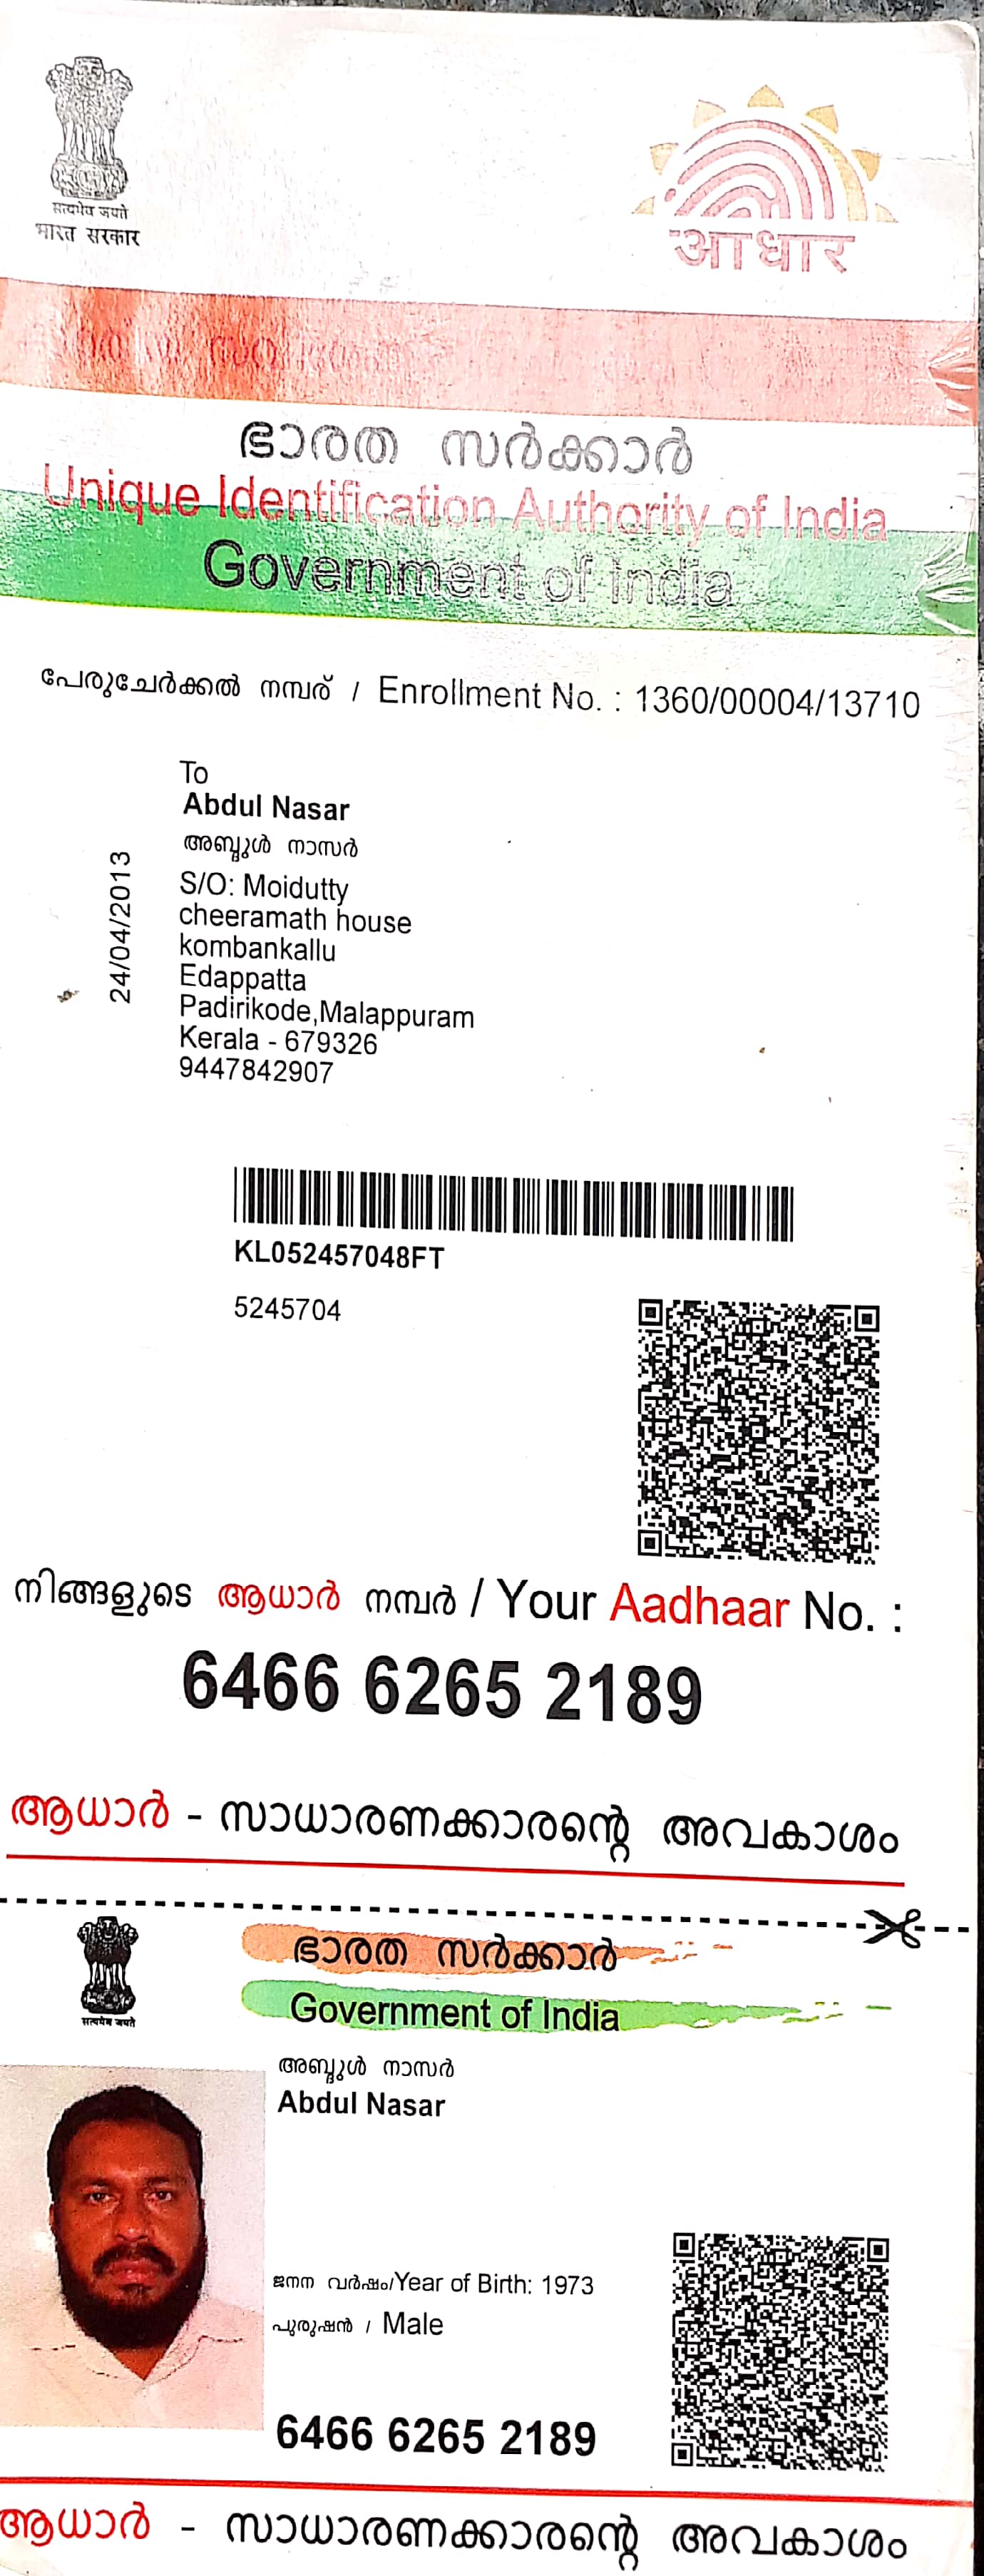 सत्यमेव जयते
भारत सरकार
आधार
ഭാരത സർക്കാർ
Unique Identification Authority of India
Government of India
പേരുചേർക്കൽ നമ്പര് / Enrollment No. : 1360/00004/13710
To
Abdul Nasar
അബ്ദുൾ നാസർ
S/O: Moidutty
cheeramath house
kombankallu
Edappatta
Padirikode,Malappuram
Kerala - 679326
9447842907
24/04/2013
KL052457048FT
5245704
നിങ്ങളുടെ ആധാർ നമ്പർ / Your Aadhaar No. :
6466 6265 2189
ആധാർ - സാധാരണക്കാരന്റെ അവകാശം
सत्यमेव जयते
ഭാരത സർക്കാർ
Government of India
അബ്ദുൾ നാസർ
Abdul Nasar
ജനന വർഷം/Year of Birth: 1973
പുരുഷൻ / Male
6466 6265 2189
ആധാർ - സാധാരണക്കാരന്റെ അവകാശം